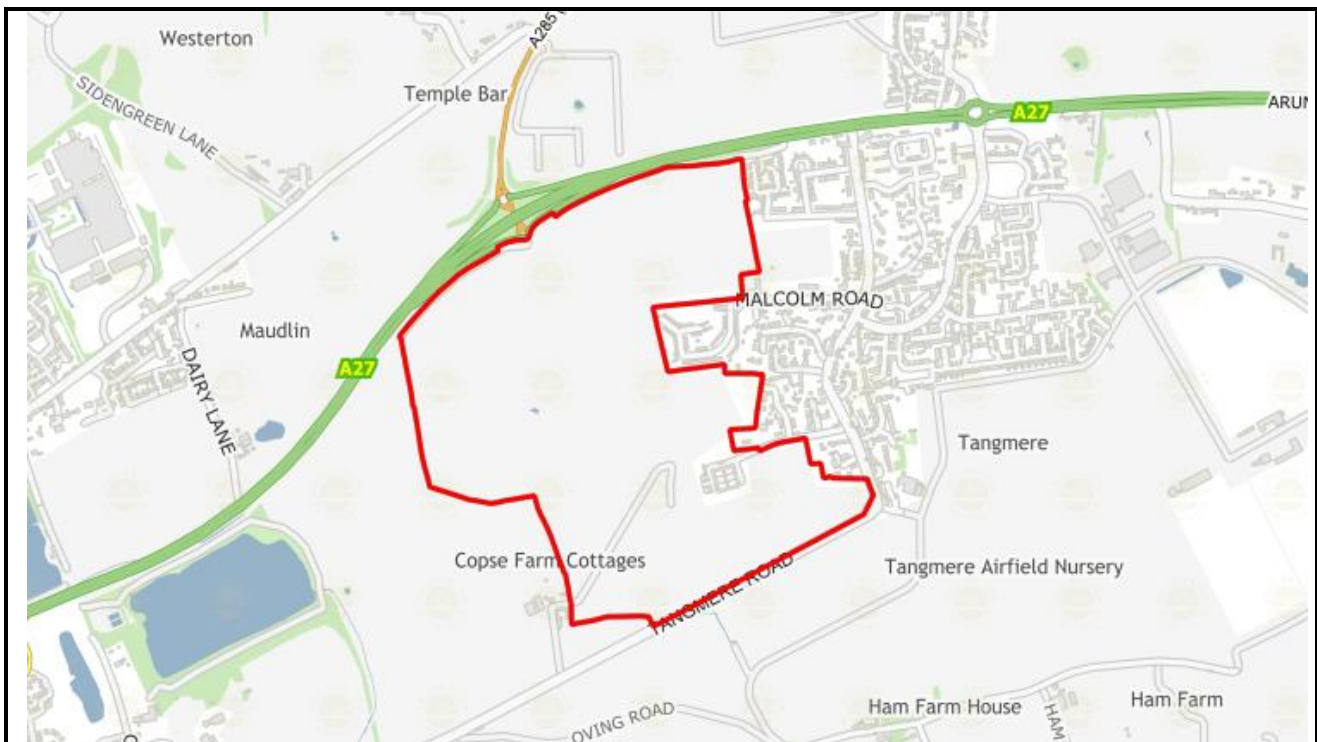 Westerton
A285
SIDENGREEN LANE
Temple Bar
A27
ARUN
MALCOLM ROAD
Maudlin
A27
DAIRY LANE
Tangmere
Copse Farm Cottages
Tangmere Airfield Nursery
TANGMERE ROAD
Ham Farm House
Ham Farm
OVING ROAD
HAM